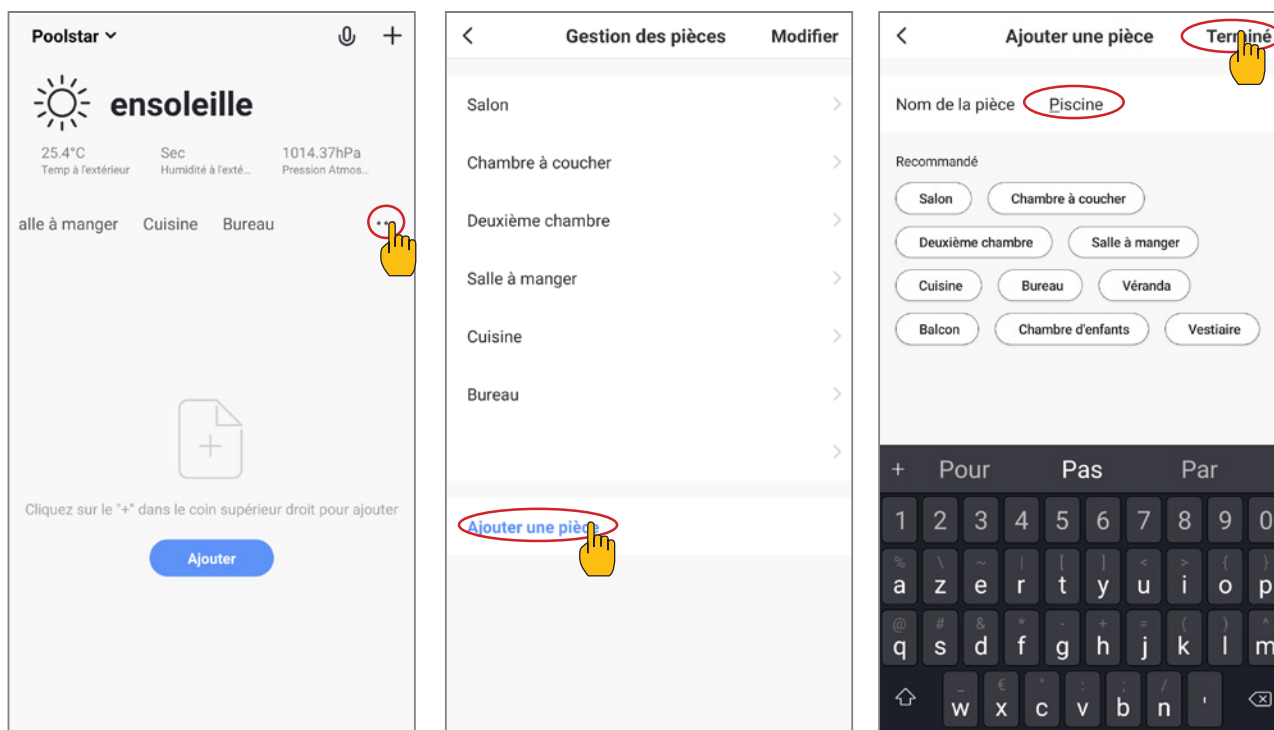 Poolstar
ensoleille
25.4°C Sec 1014.37hPa
Temp à l'extérieur Humidité à l'exté... Pression Atmos...
alle à manger Cuisine Bureau ...
Cliquez sur le "+" dans le coin supérieur droit pour ajouter
Ajouter
Gestion des pièces Modifier
Salon
Chambre à coucher
Deuxième chambre
Salle à manger
Cuisine
Bureau
Ajouter une pièce
Ajouter une pièce Terminé
Nom de la pièce Piscine
Recommandé
Salon Chambre à coucher
Deuxième chambre Salle à manger
Cuisine Bureau Véranda
Balcon Chambre d'enfants Vestiaire
+ Pour Pas Par
1 2 3 4 5 6 7 8 9 0
% \ ~ | [ ] < > { }
a z e r t y u i o p
@ # & * - + = ( ) ^
q s d f g h j k l m
_ € " : ; /
w x c v b n '